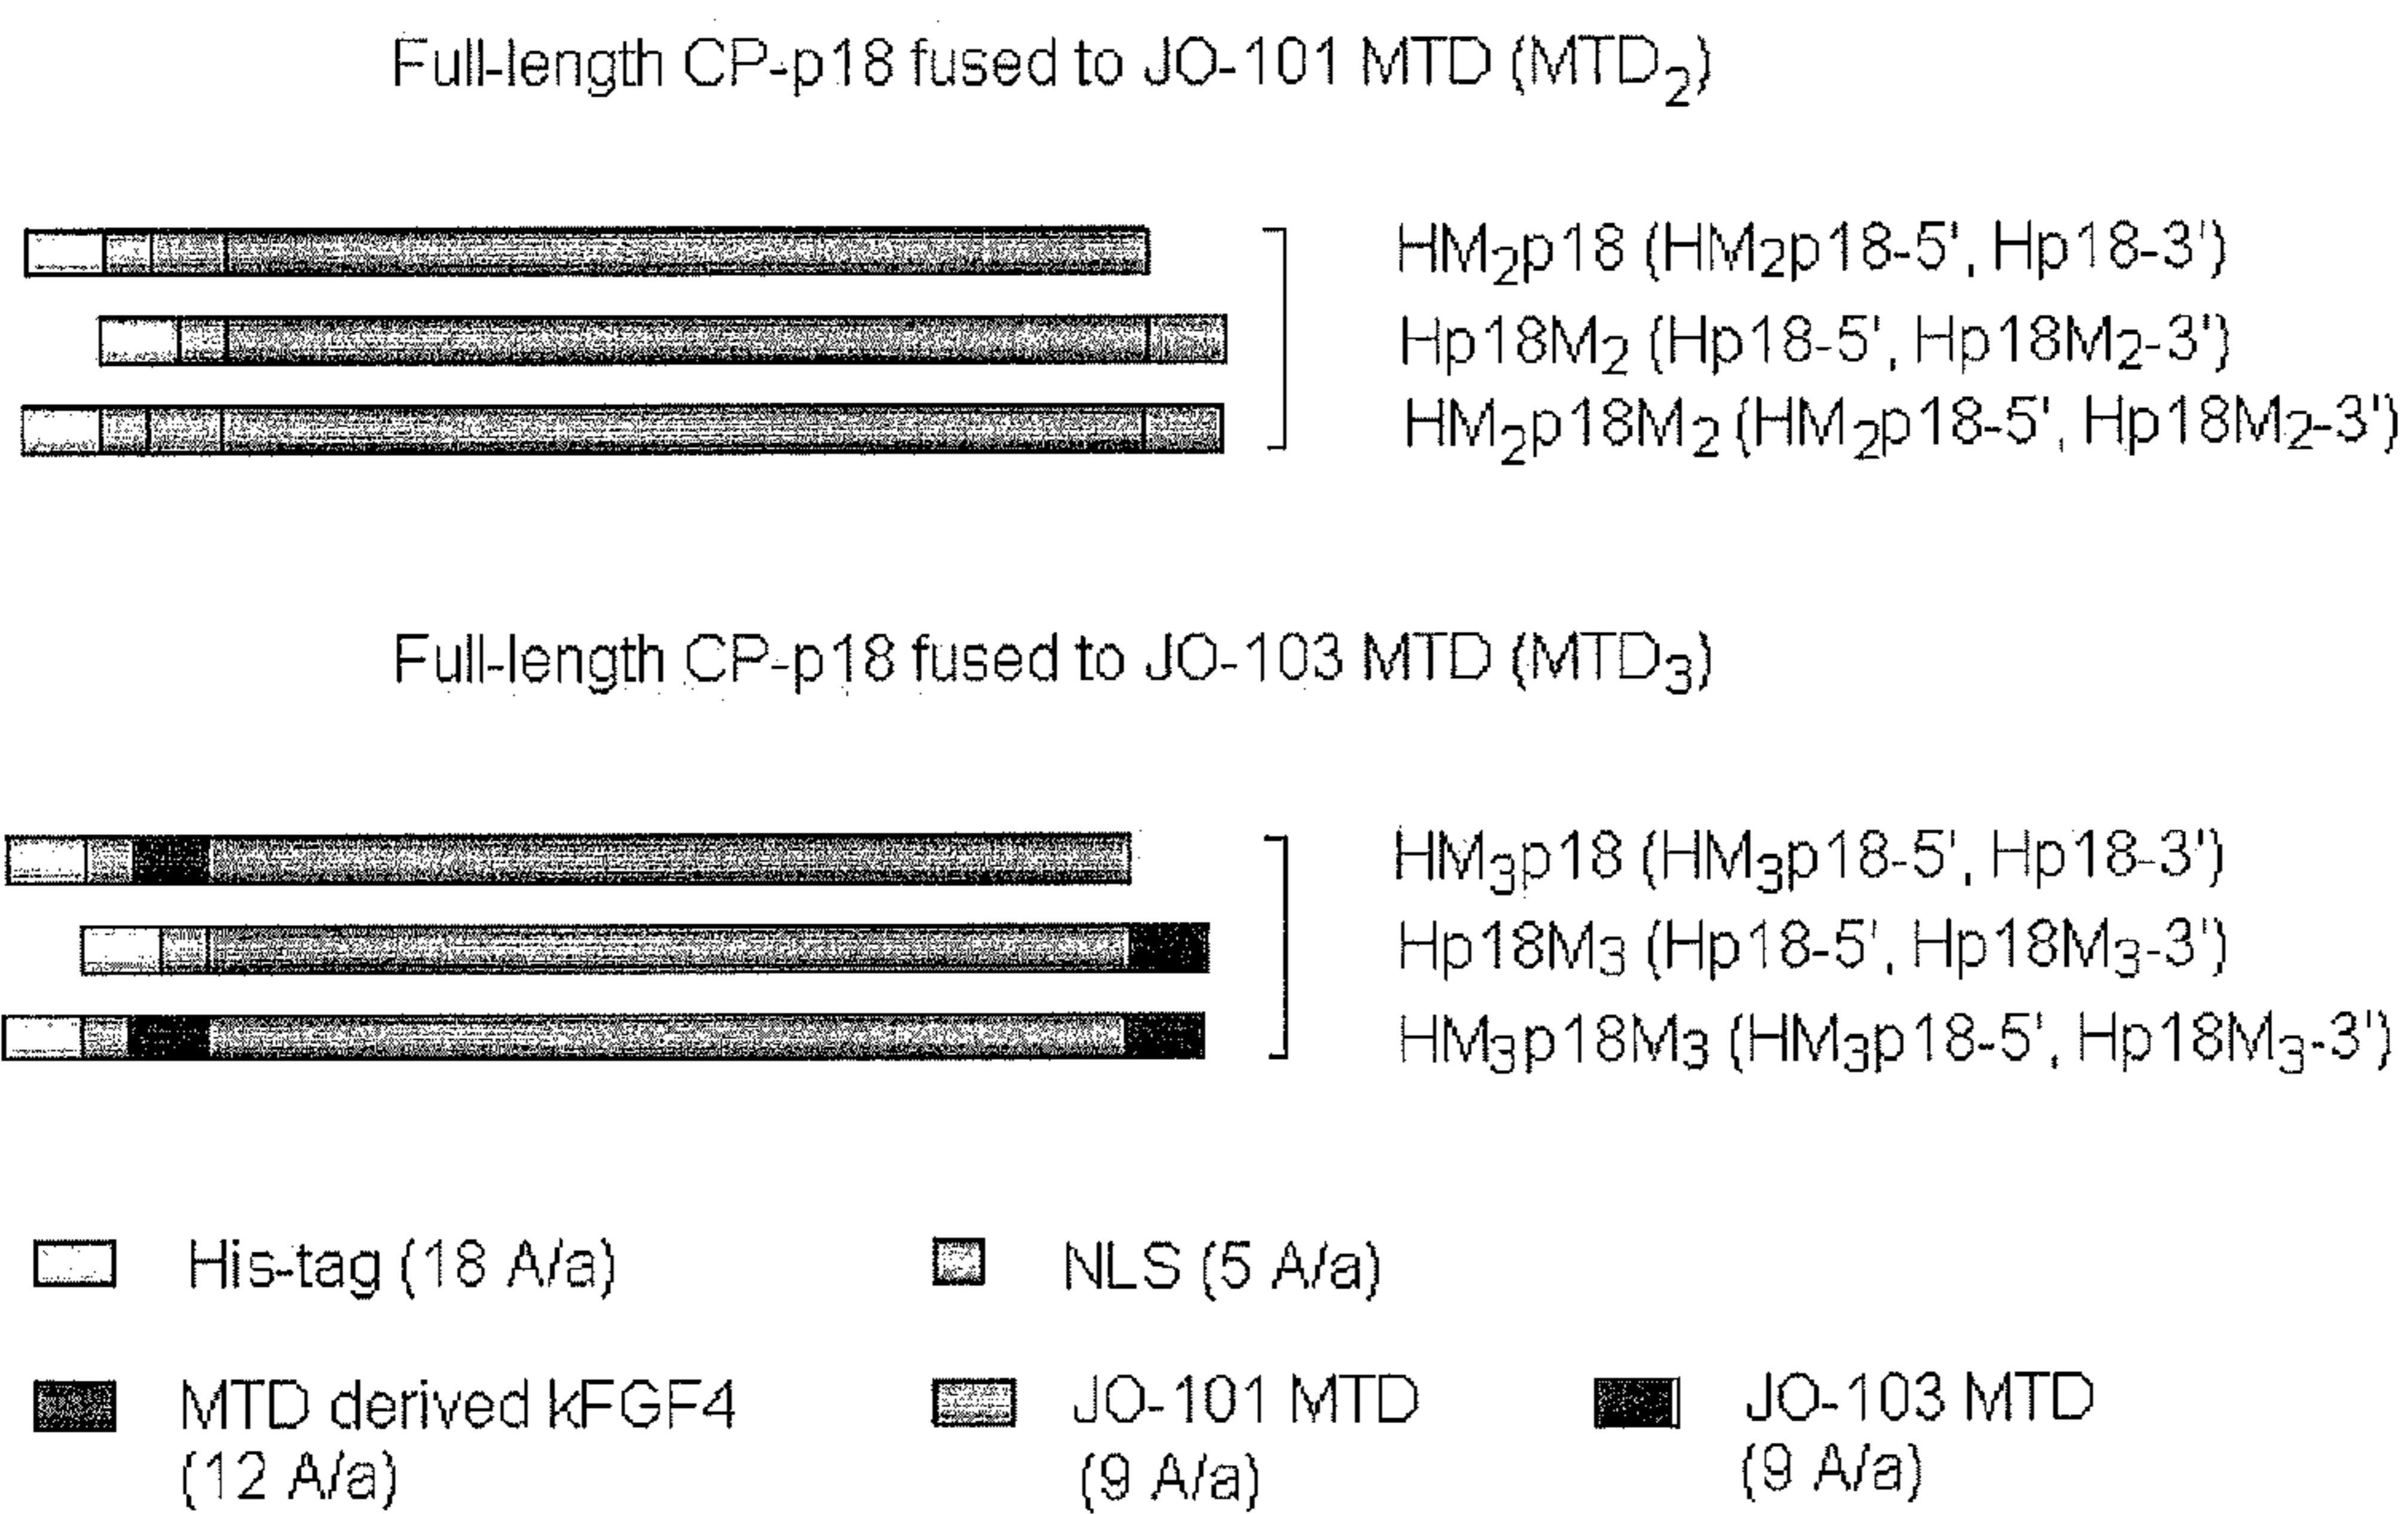 Full-length CP-p18 fused to JO-101 MTD (MTD₂)
HM₂p18 (HM₂p18-5', Hp18-3')
Hp18M₂ (Hp18-5', Hp18M₂-3')
HM₂p18M₂ (HM₂p18-5', Hp18M₂-3')
Full-length CP-p18 fused to JO-103 MTD (MTD₃)
HM₃p18 (HM₃p18-5', Hp18-3')
Hp18M₃ (Hp18-5', Hp18M₃-3')
HM₃p18M₃ (HM₃p18-5', Hp18M₃-3')
His-tag (18 A/a)
NLS (5 A/a)
MTD derived kFGF4
(12 A/a)
JO-101 MTD
(9 A/a)
JO-103 MTD
(9 A/a)